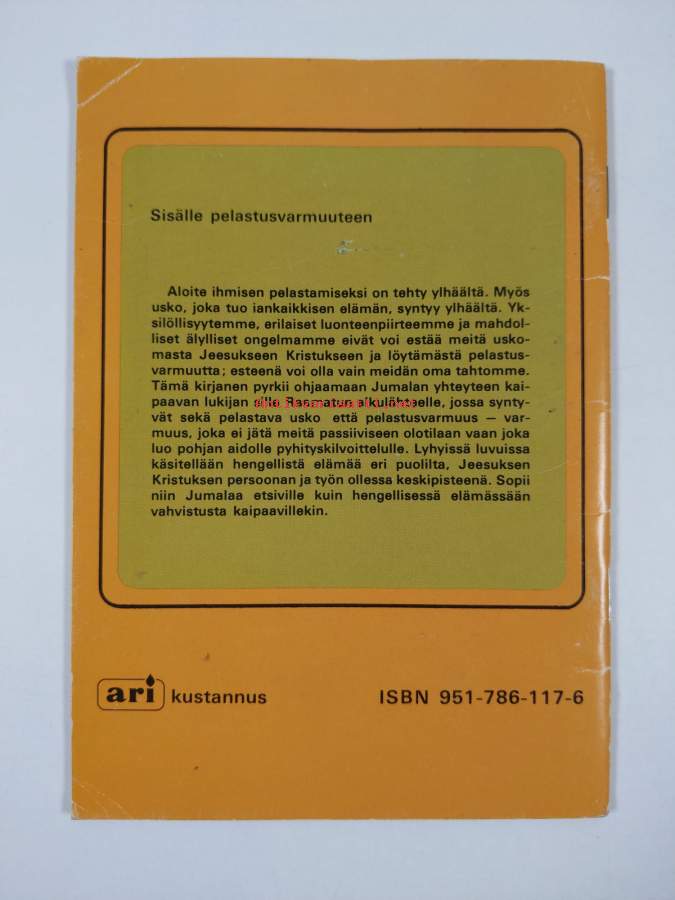 Sisälle pelastusvarmuuteen
Aloite ihmisen pelastamiseksi on tehty ylhäältä. Myös
usko, joka tuo iankaikkisen elämän, syntyy ylhäältä. Yk-
silöllisyytemme, erilaiset luonteenpiirteemme ja mahdol-
liset älylliset ongelmamme eivät voi estää meitä usko-
masta Jeesukseen Kristukseen ja löytämästä pelastus-
varmuutta; esteenä voi olla vain meidän oma tahtomme.
Tämä kirjanen pyrkii ohjaamaan Jumalan yhteyteen kai-
paavan lukijan Raamatun alkulähteelle, jossa synty-
vät sekä pelastava usko että pelastusvarmuus — var-
muus, joka ei jätä meitä passiiviseen olotilaan vaan joka
luo pohjan aidolle pyhityskilvoittelulle. Lyhyissä luvuissa
käsitellään hengellistä elämää eri puolilta, Jeesuksen
Kristuksen persoonan ja työn ollessa keskipisteenä. Sopii
niin Jumalaa etsiville kuin hengellisessä elämässään
vahvistusta kaipaavillekin.
ari kustannus
ISBN 951-786-117-6